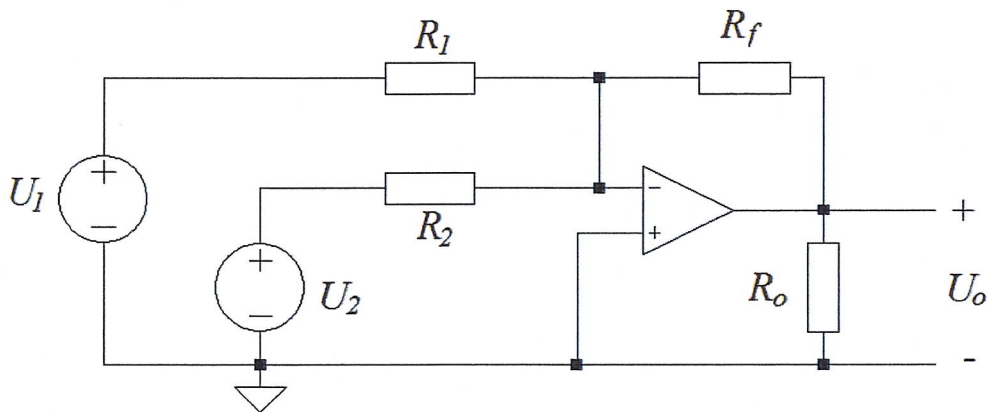 R1 Rf
U1 + − R2 − +
+ − U2 Ro + Uo -